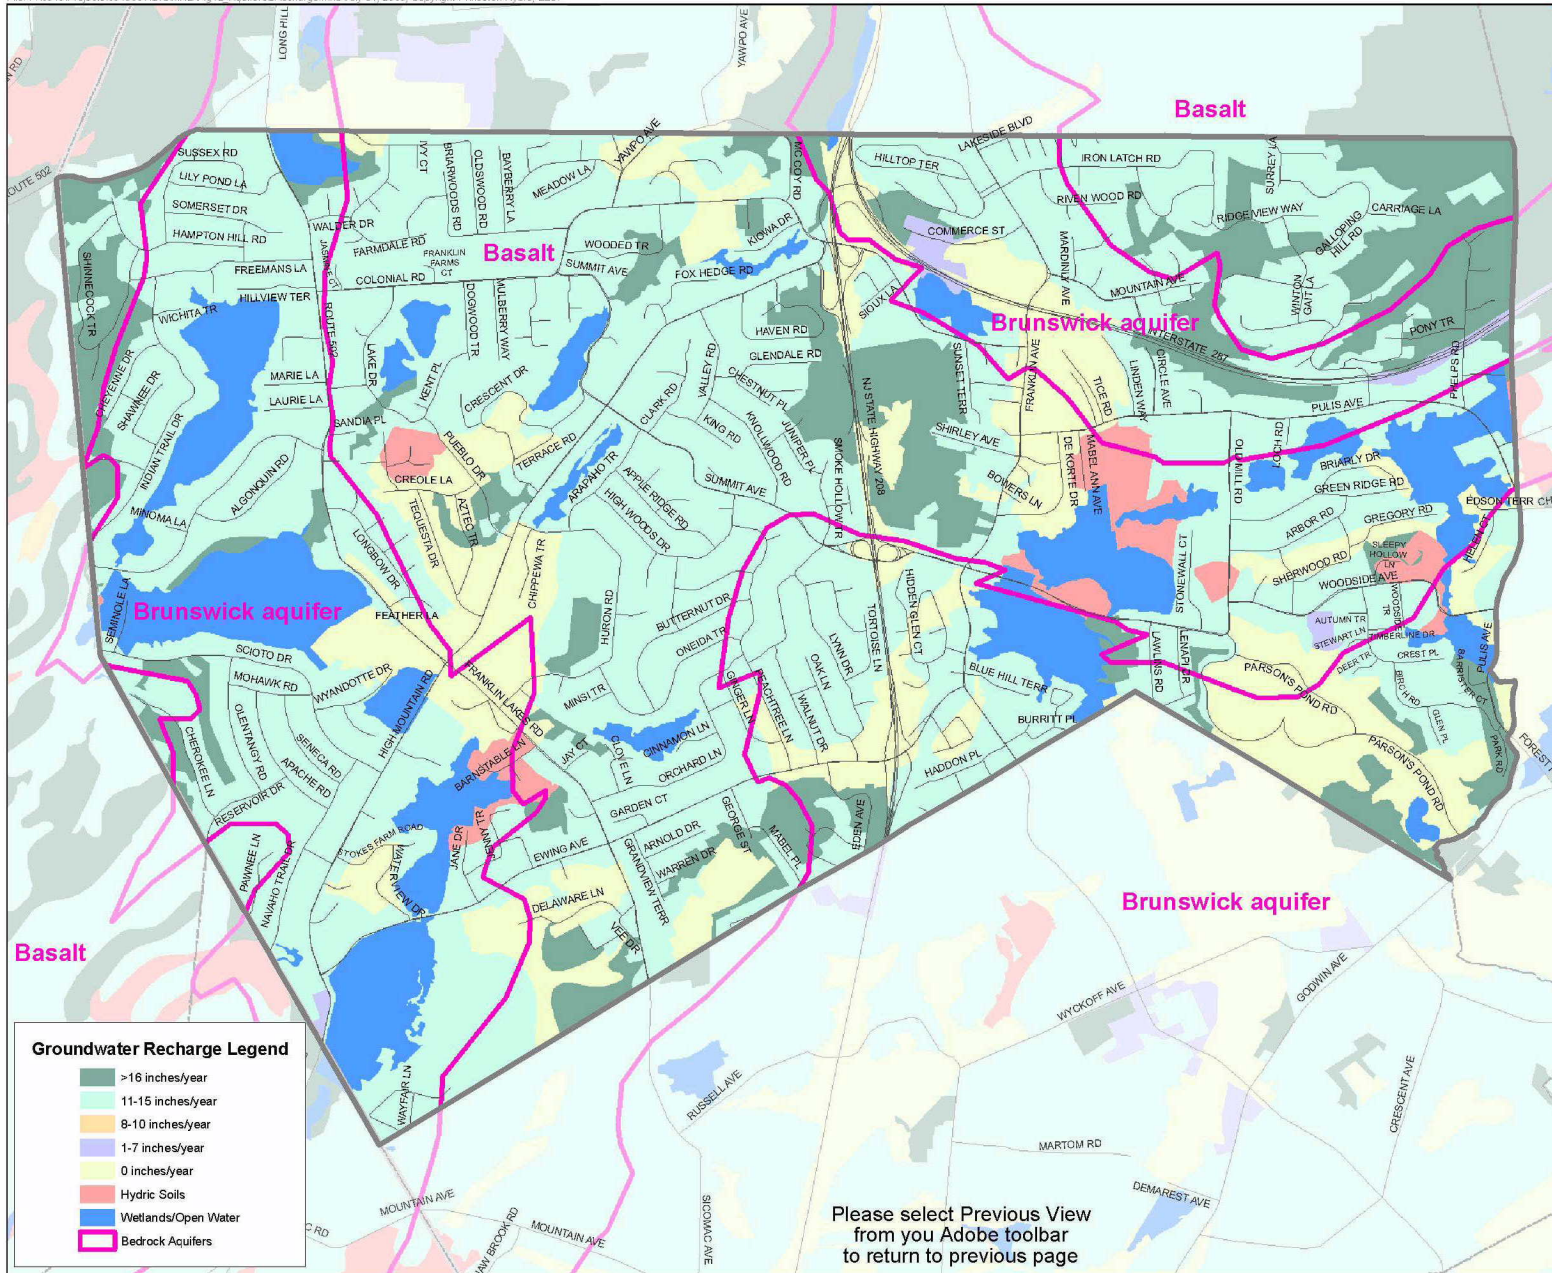 LONG HILL
YAWPO AVE
Basalt
LAKESIDE BLVD
ROUTE 502
SUSSEX RD
LILY POND LA
SOMERSET DR
HAMPTON HILL RD
FREEMANS LA
HILLVIEW TER
WICHITA TR
SHINNECOCK TR
CHEYENNE DR
SHAWNEE DR
INDIAN TRAIL DR
ALGONQUIN RD
MINOMA LA
SEMINOLE LA
WALDER DR
JASMINE CT
FARMDALE RD
FRANKLIN
FARMS
CT
COLONIAL RD
ROUTE 502
IVY CT
BRIARWOODS RD
OLDSWOOD RD
BAYBERRY LA
MEADOW LA
YAWPO AVE
Basalt
WOODED TR
SUMMIT AVE
KIOWA DR
FOX HEDGE RD
MC COY RD
HILLTOP TER
IRON LATCH RD
RIVEN WOOD RD
SURREY LA
RIDGE VIEW WAY
CARRIAGE LA
GALLOPING
HILL RD
COMMERCE ST
MARDINLY AVE
MOUNTAIN AVE
WINTON
GAIT LA
PONY TR
SIOUX LA
Brunswick aquifer
INTERSTATE 287
PHELPS RD
LAKE DR
KENT PL
DOGWOOD TR
MULBERRY WAY
CRESCENT DR
MARIE LA
LAURIE LA
SANDIA PL
HAVEN RD
GLENDALE RD
VALLEY RD
CHESTNUT PL
CLARK RD
KING RD
KNOLLWOOD RD
JUNIPER PL
SMOKE HOLLOW TR
NJ STATE HIGHWAY 208
SUNSET TERR
FRANKLIN AVE
TICE RD
LINDEN WAY
CIRCLE AVE
PULIS AVE
SHIRLEY AVE
BOWERS LN
DE KORTE DR
MABEL ANN AVE
OLD MILL RD
LOCH RD
BRIARLY DR
GREEN RIDGE RD
EDSON TERR
ARBOR RD
GREGORY RD
SHERWOOD RD
SLEEPY
HOLLOW
LN
HELEN CT
WOODSIDE AVE
WOODSIDE
TR
AUTUMN TR
STEWART LN
TIMBERLINE DR
DEER TR
CREST PL
BIRCH RD
GLEN PL
BARRISTER CT
PULIS AVE
PARK RD
PUEBLO DR
TERRACE RD
CREOLE LA
AZTEC TR
TEQUESTA DR
ARAPAHO TR
APPLE RIDGE RD
HIGH WOODS DR
SUMMIT AVE
LONGBOW DR
FEATHER LA
CHIPPEWA TR
HURON RD
BUTTERNUT DR
ONEIDA TR
MINSI TR
Brunswick aquifer
SCIOTO DR
MOHAWK RD
WYANDOTTE DR
HIGH MOUNTAIN RD
OLENTANGY RD
SENECA RD
APACHE RD
CHEROKEE LN
RESERVOIR DR
PAWNEE LN
NAVAHO TRAIL DR
STOKES FARM ROAD
WATERVIEW DR
FRANKLIN LAKES RD
BARNSTABLE LN
JAY CT
CLOVE LN
CINNAMON LN
ORCHARD LN
GARDEN CT
GINGER LN
PEACHTREE LN
OAK LN
LYNN DR
WALNUT DR
TORTOISE LN
HIDDEN GLEN CT
BLUE HILL TERR
BURRITT PL
HADDON PL
STONEWALL CT
LAWLINS RD
LENAPI DR
PARSON'S POND RD
PARSON'S POND RD
JANE DR
JENNY TR
EWING AVE
ARNOLD DR
WARREN DR
GEORGE ST
MABEL PL
EDEN AVE
GRANDVIEW TERR
DELAWARE LN
VEE DR
WAYFAIR LN
Basalt
Brunswick aquifer
WYCKOFF AVE
GODWIN AVE
CRESCENT AVE
RUSSELL AVE
MARTOM RD
DEMAREST AVE
SICOMAC AVE
MOUNTAIN AVE
MOUNTAIN AVE
Groundwater Recharge Legend
>16 inches/year
11-15 inches/year
8-10 inches/year
1-7 inches/year
0 inches/year
Hydric Soils
Wetlands/Open Water
Bedrock Aquifers
Please select Previous View
from you Adobe toolbar
to return to previous page